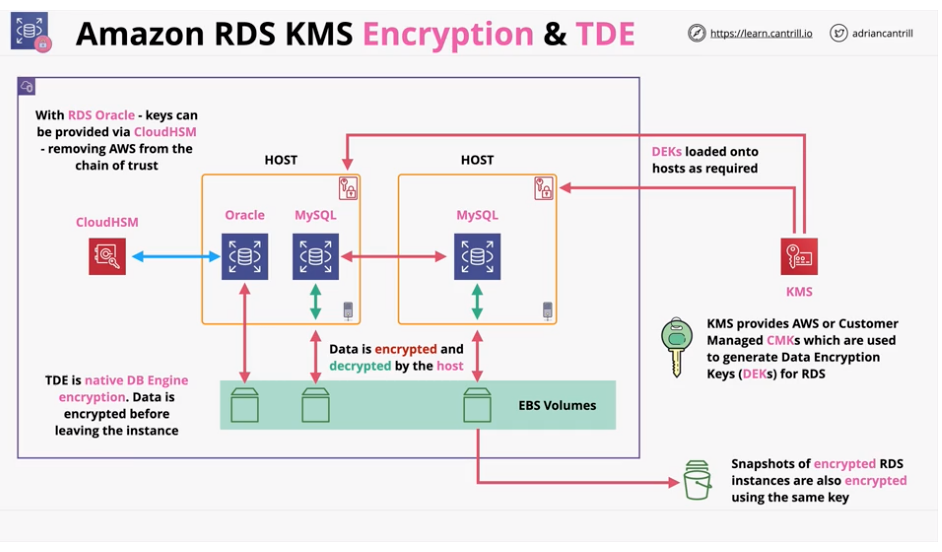 Amazon RDS KMS Encryption & TDE
https://learn.cantrill.io
adriancantrill
With RDS Oracle - keys can
be provided via CloudHSM
- removing AWS from the
chain of trust
HOST
HOST
DEKs loaded onto
hosts as required
CloudHSM
Oracle
MySQL
MySQL
KMS
KMS provides AWS or Customer
Managed CMKs which are used
to generate Data Encryption
Keys (DEKs) for RDS
Data is encrypted and
decrypted by the host
TDE is native DB Engine
encryption. Data is
encrypted before
leaving the instance
EBS Volumes
Snapshots of encrypted RDS
instances are also encrypted
using the same key